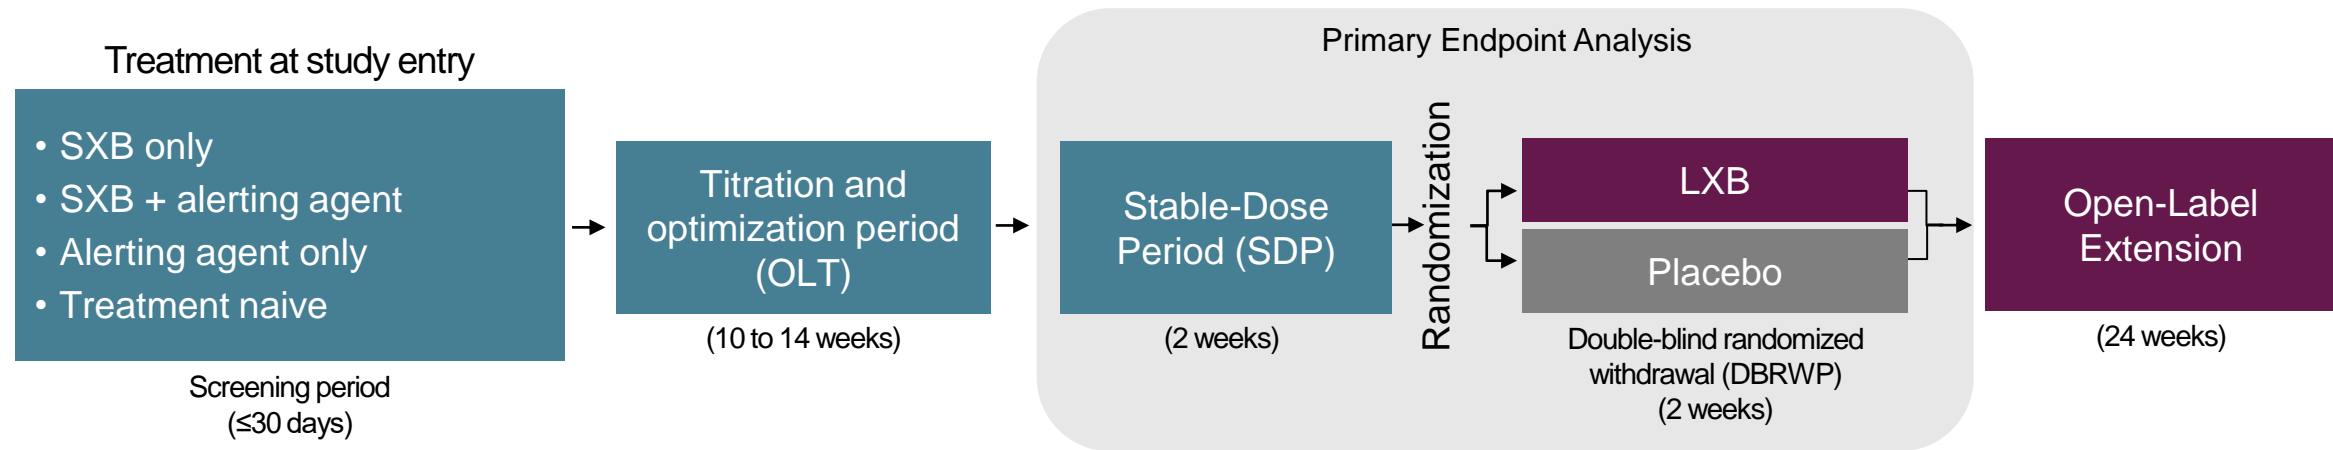 Treatment at study entry
• SXB only
• SXB + alerting agent
• Alerting agent only
• Treatment naive
Screening period
(≤30 days)
Titration and
optimization period
(OLT)
(10 to 14 weeks)
Primary Endpoint Analysis
Stable-Dose
Period (SDP)
(2 weeks)
Randomization
LXB
Placebo
Double-blind randomized
withdrawal (DBRWP)
(2 weeks)
Open-Label
Extension
(24 weeks)